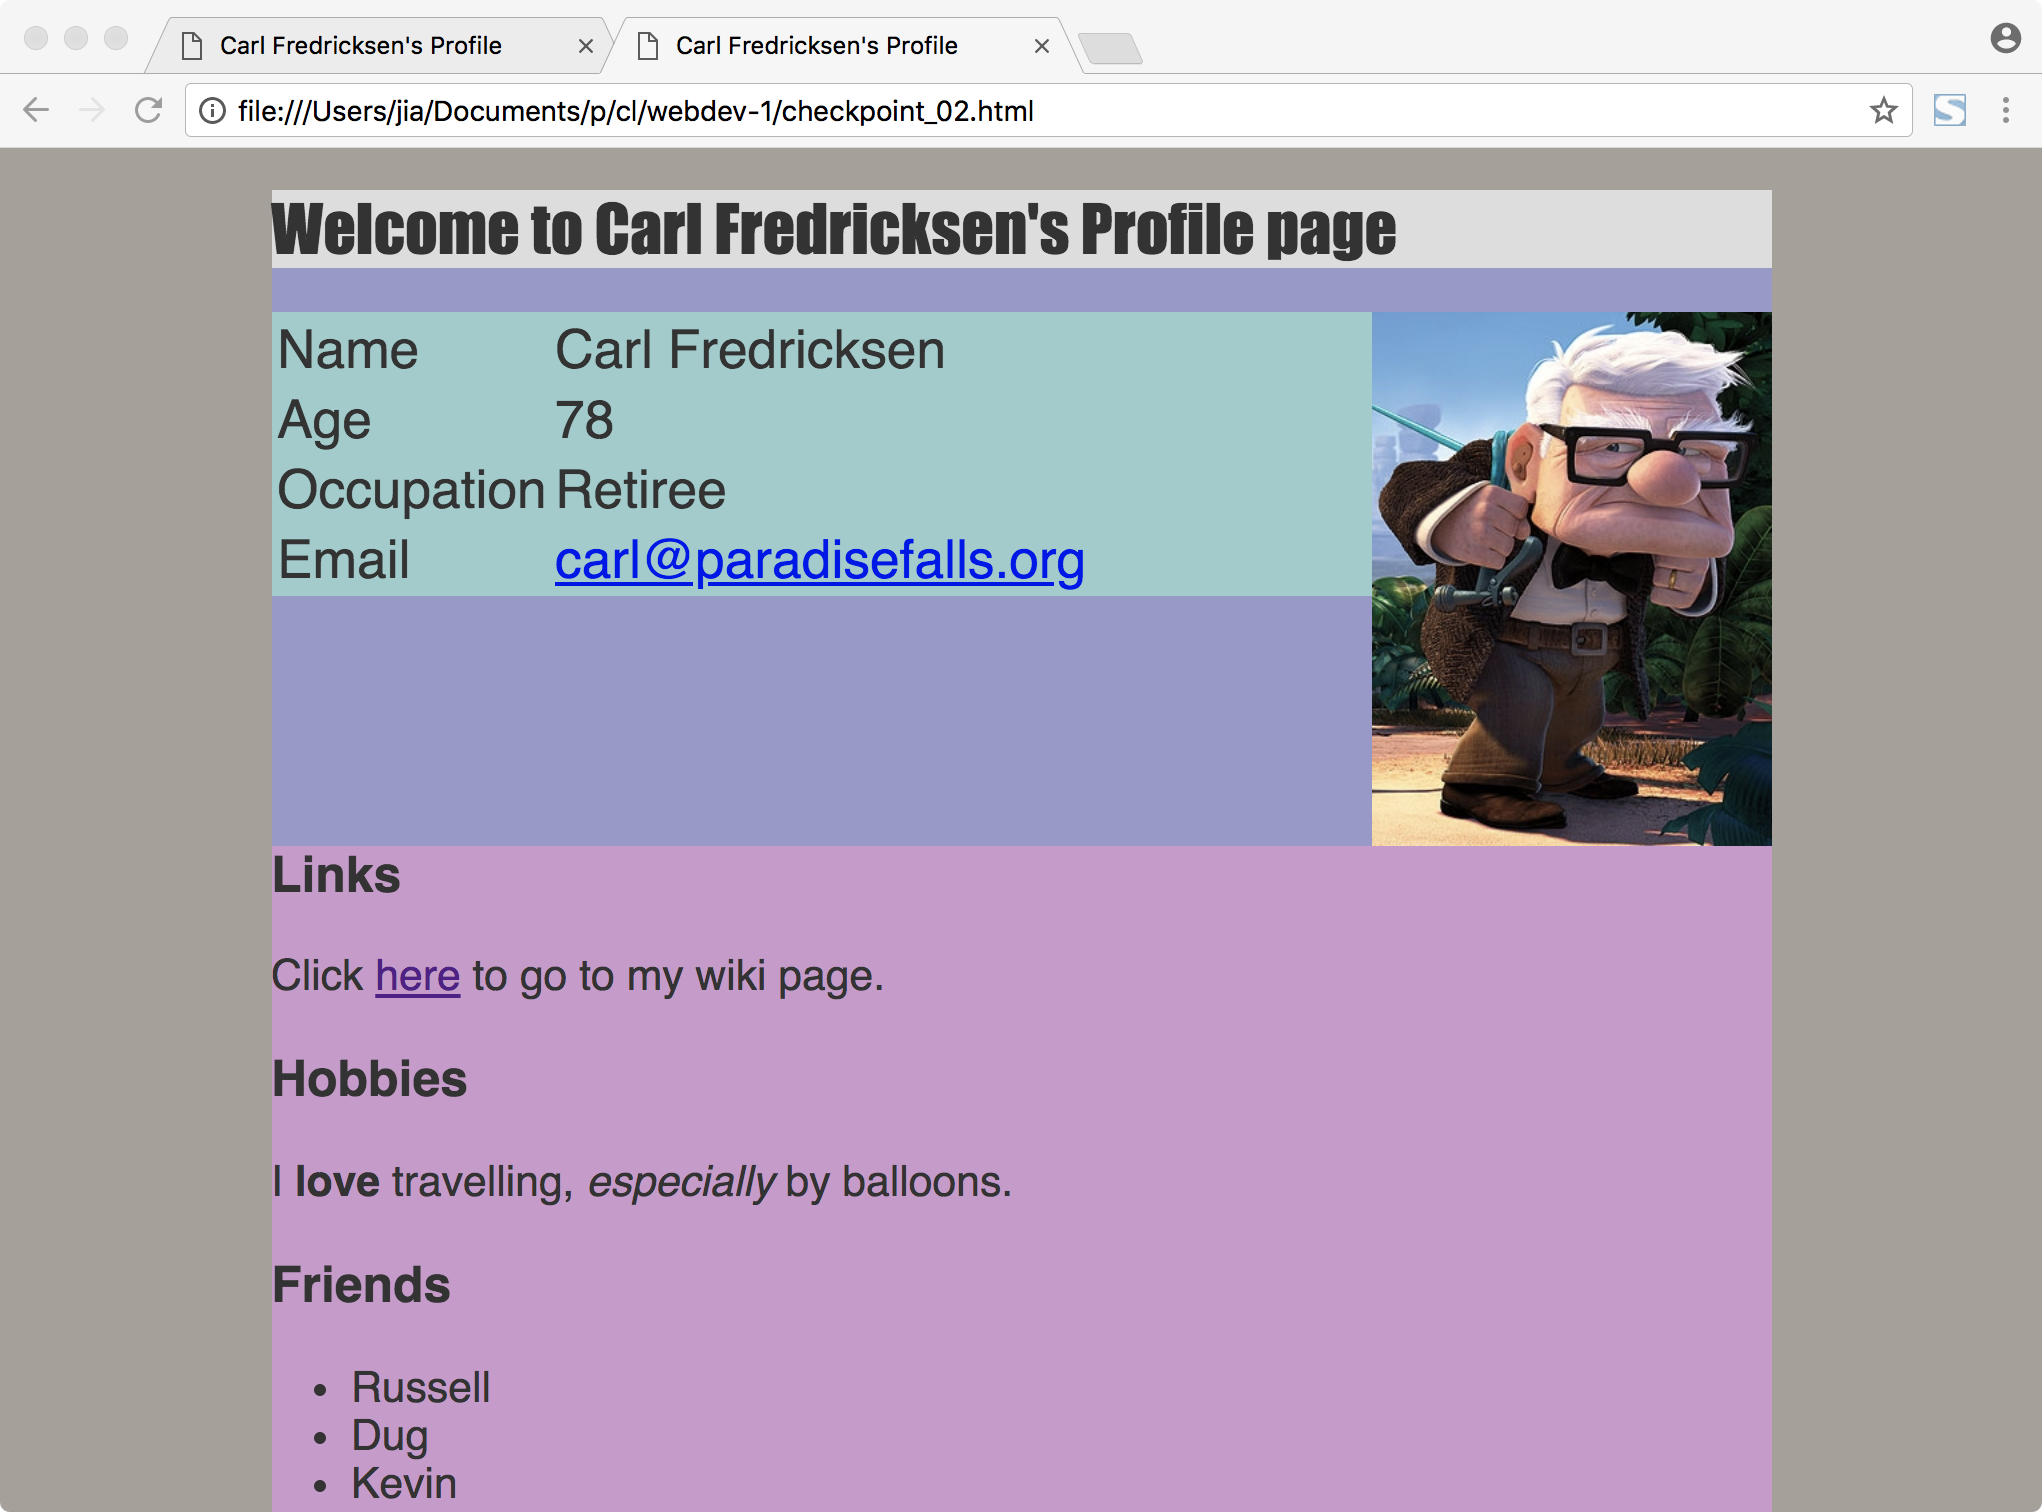 Carl Fredricksen's Profile
Carl Fredricksen's Profile
file:///Users/jia/Documents/p/cl/webdev-1/checkpoint_02.html
Welcome to Carl Fredricksen's Profile page
Name Carl Fredricksen
Age 78
Occupation Retiree
Email carl@paradisefalls.org
Links
Click here to go to my wiki page.
Hobbies
I love travelling, especially by balloons.
Friends
• Russell
• Dug
• Kevin